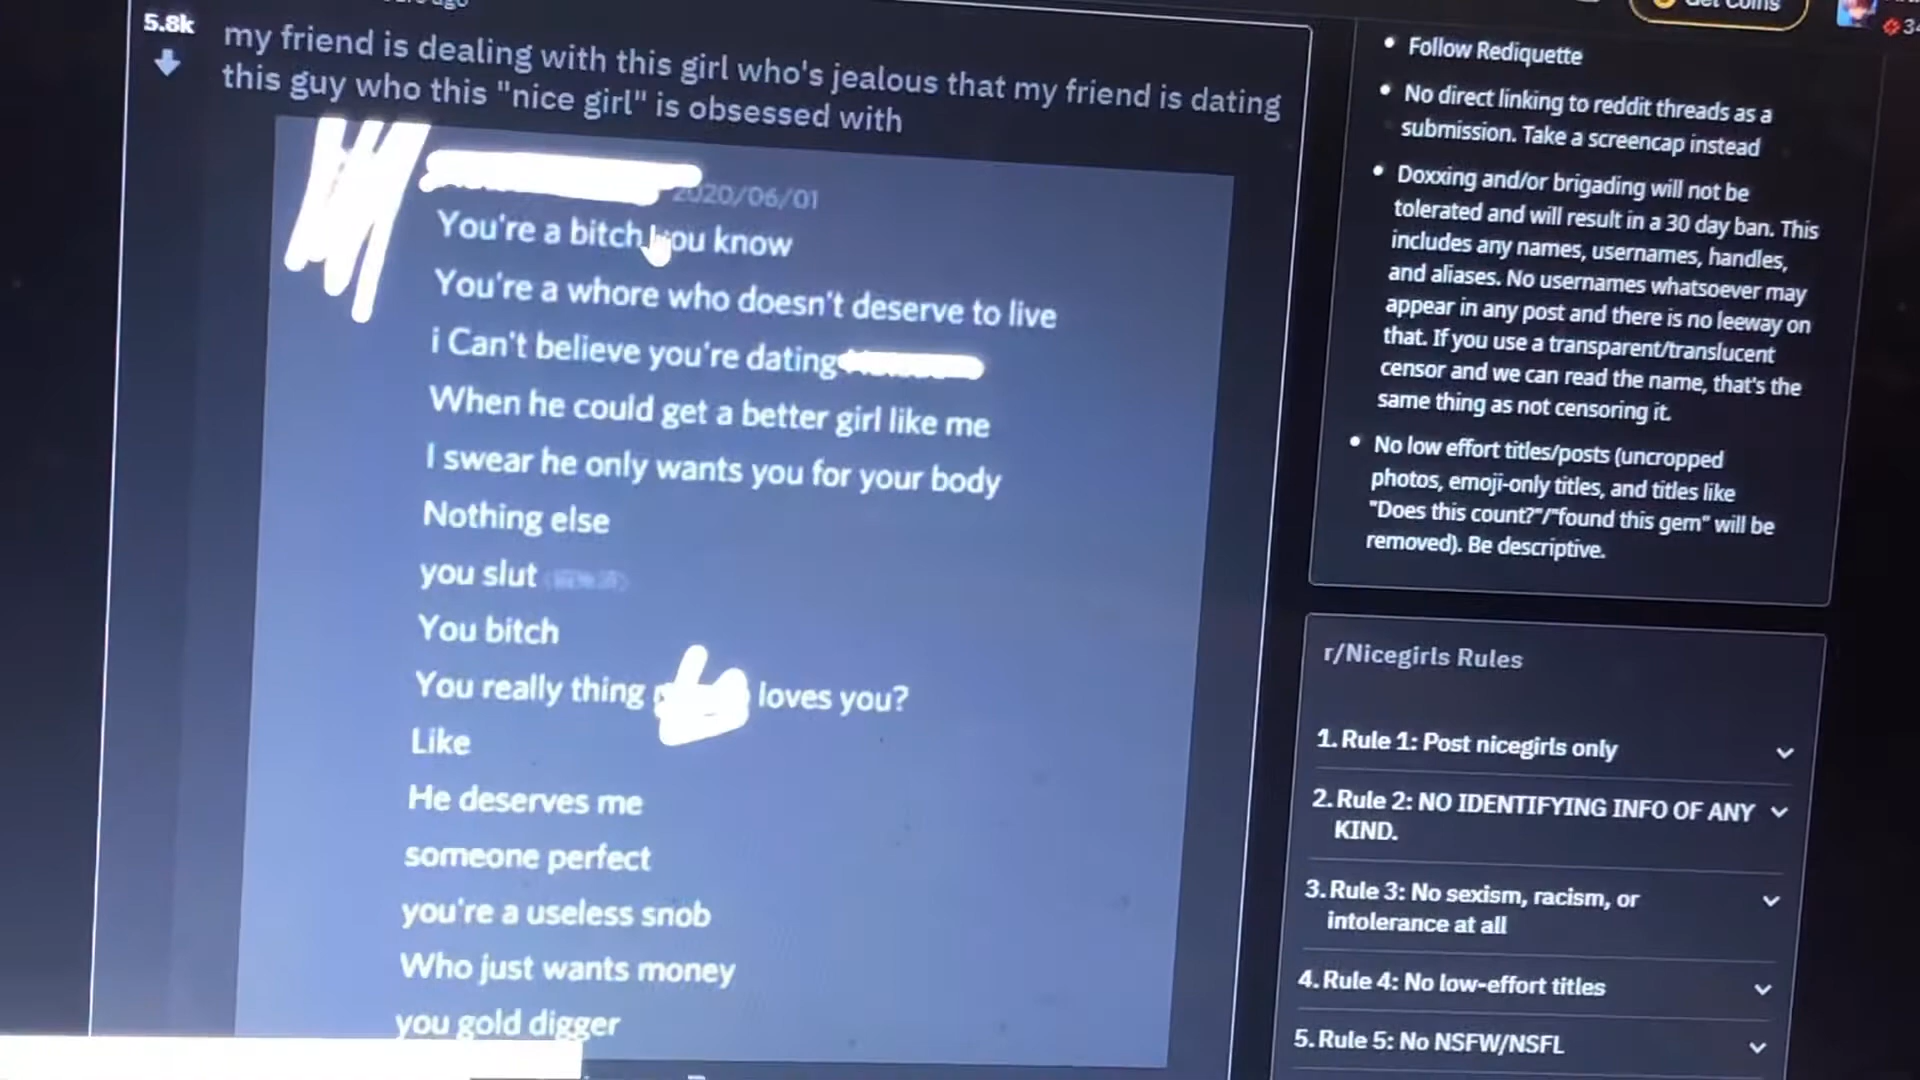 5.8k
my friend is dealing with this girl who's jealous that my friend is dating
this guy who this "nice girl" is obsessed with
2020/06/01
You're a bitch you know
You're a whore who doesn't deserve to live
i Can't believe you're dating
When he could get a better girl like me
I swear he only wants you for your body
Nothing else
you slut
You bitch
You really thing loves you?
Like
He deserves me
someone perfect
you're a useless snob
Who just wants money
you gold digger
Get Coins
Follow Rediquette
No direct linking to reddit threads as a
submission. Take a screencap instead
Doxxing and/or brigading will not be
tolerated and will result in a 30 day ban. This
includes any names, usernames, handles,
and aliases. No usernames whatsoever may
appear in any post and there is no leeway on
that. If you use a transparent/translucent
censor and we can read the name, that's the
same thing as not censoring it.
No low effort titles/posts (uncropped
photos, emoji-only titles, and titles like
"Does this count?"/"found this gem" will be
removed). Be descriptive.
r/Nicegirls Rules
1. Rule 1: Post nicegirls only
2. Rule 2: NO IDENTIFYING INFO OF ANY
KIND.
3. Rule 3: No sexism, racism, or
intolerance at all
4. Rule 4: No low-effort titles
5. Rule 5: No NSFW/NSFL